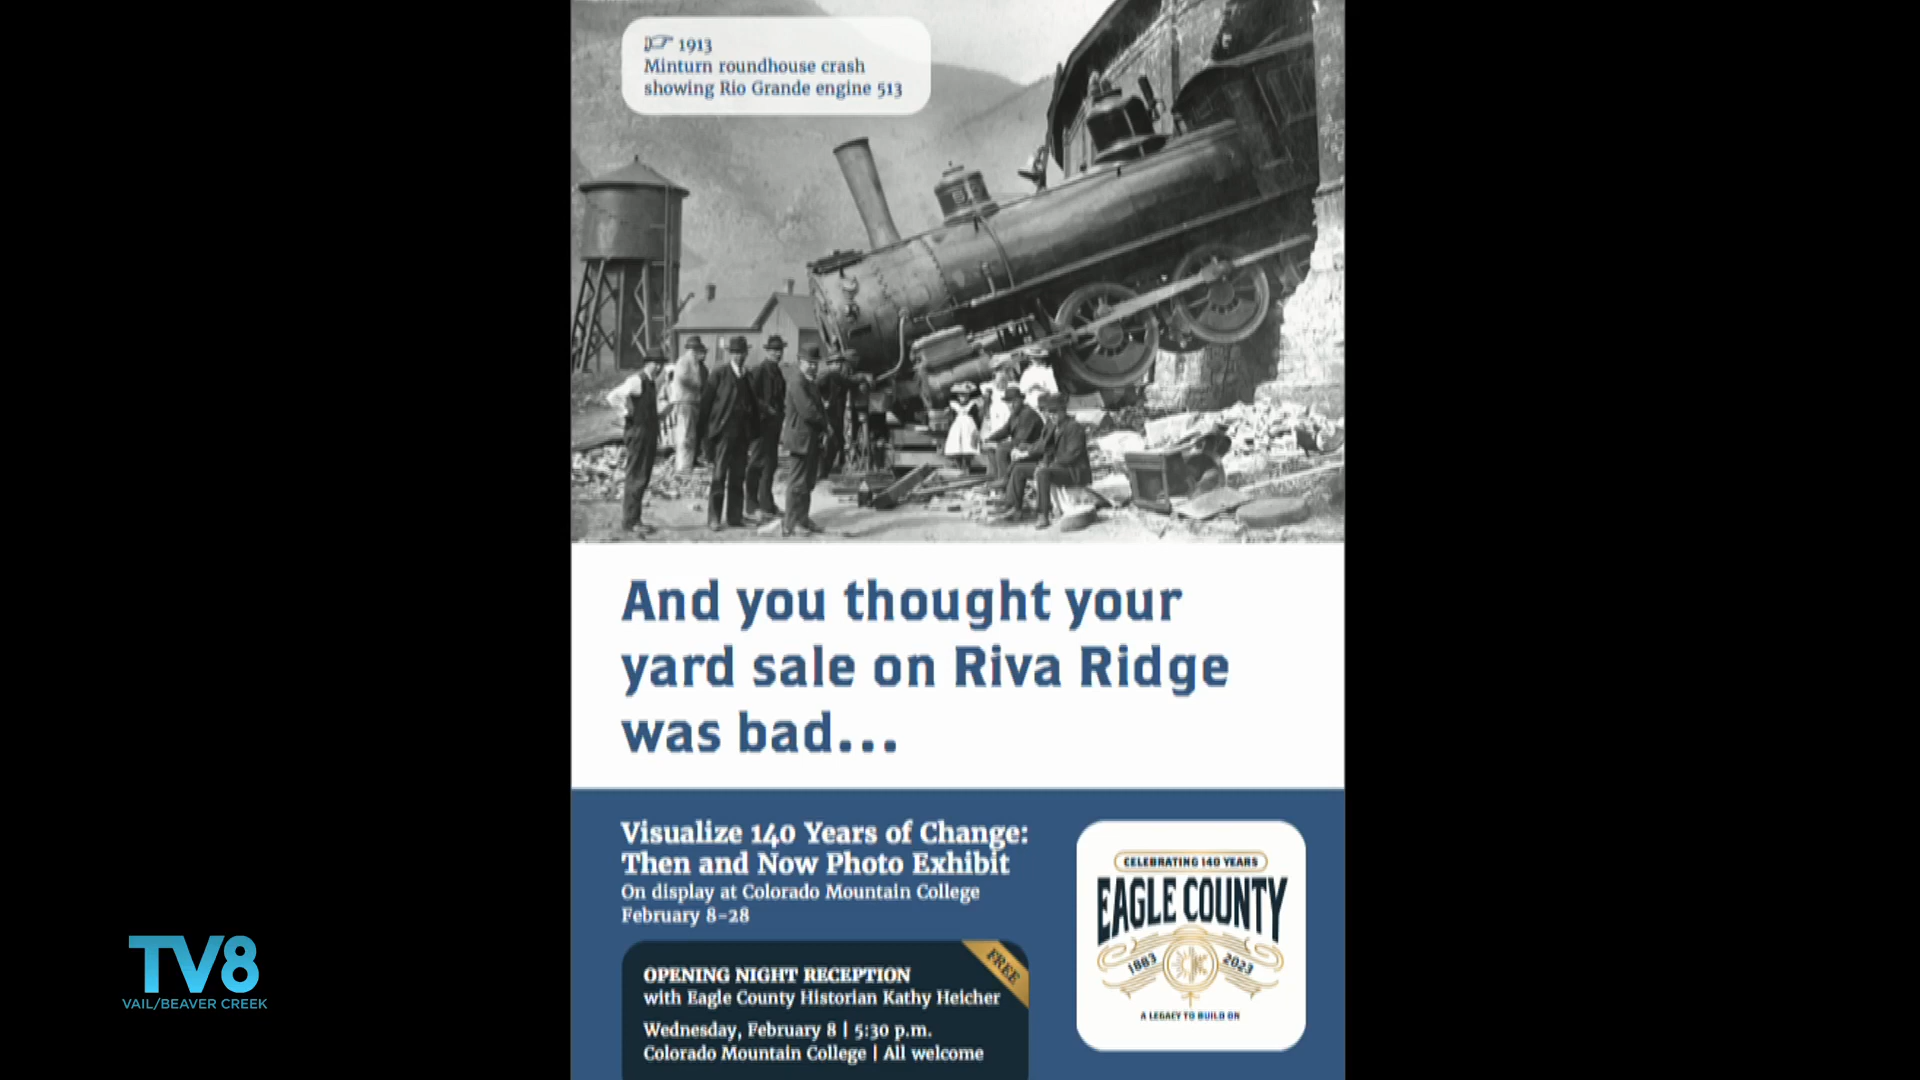 1913
Minturn roundhouse crash
showing Rio Grande engine 513
And you thought your
yard sale on Riva Ridge
was bad...
Visualize 140 Years of Change:
Then and Now Photo Exhibit
On display at Colorado Mountain College
February 8-28
FREE
OPENING NIGHT RECEPTION
with Eagle County Historian Kathy Heicher
Wednesday, February 8 | 5:30 p.m.
Colorado Mountain College | All welcome
CELEBRATING 140 YEARS
EAGLE COUNTY
1883 2023
A LEGACY TO BUILD ON
TV8
VAIL/BEAVER CREEK